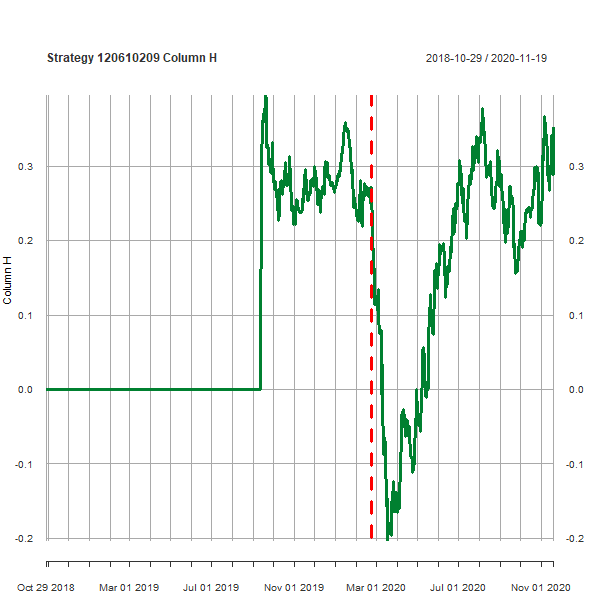 Strategy 120610209 Column H
2018-10-29 / 2020-11-19
Column H
0.3
0.2
0.1
0.0
-0.1
-0.2
0.3
0.2
0.1
0.0
-0.1
-0.2
Oct 29 2018
Mar 01 2019
Jul 01 2019
Nov 01 2019
Mar 01 2020
Jul 01 2020
Nov 01 2020